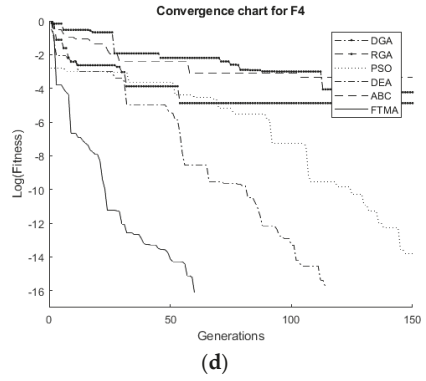 Convergence chart for F4
0
-2
-4
-6
-8
-10
-12
-14
-16
Log(Fitness)
DGA
RGA
PSO
DEA
ABC
FTMA
0
50
100
150
Generations
(d)